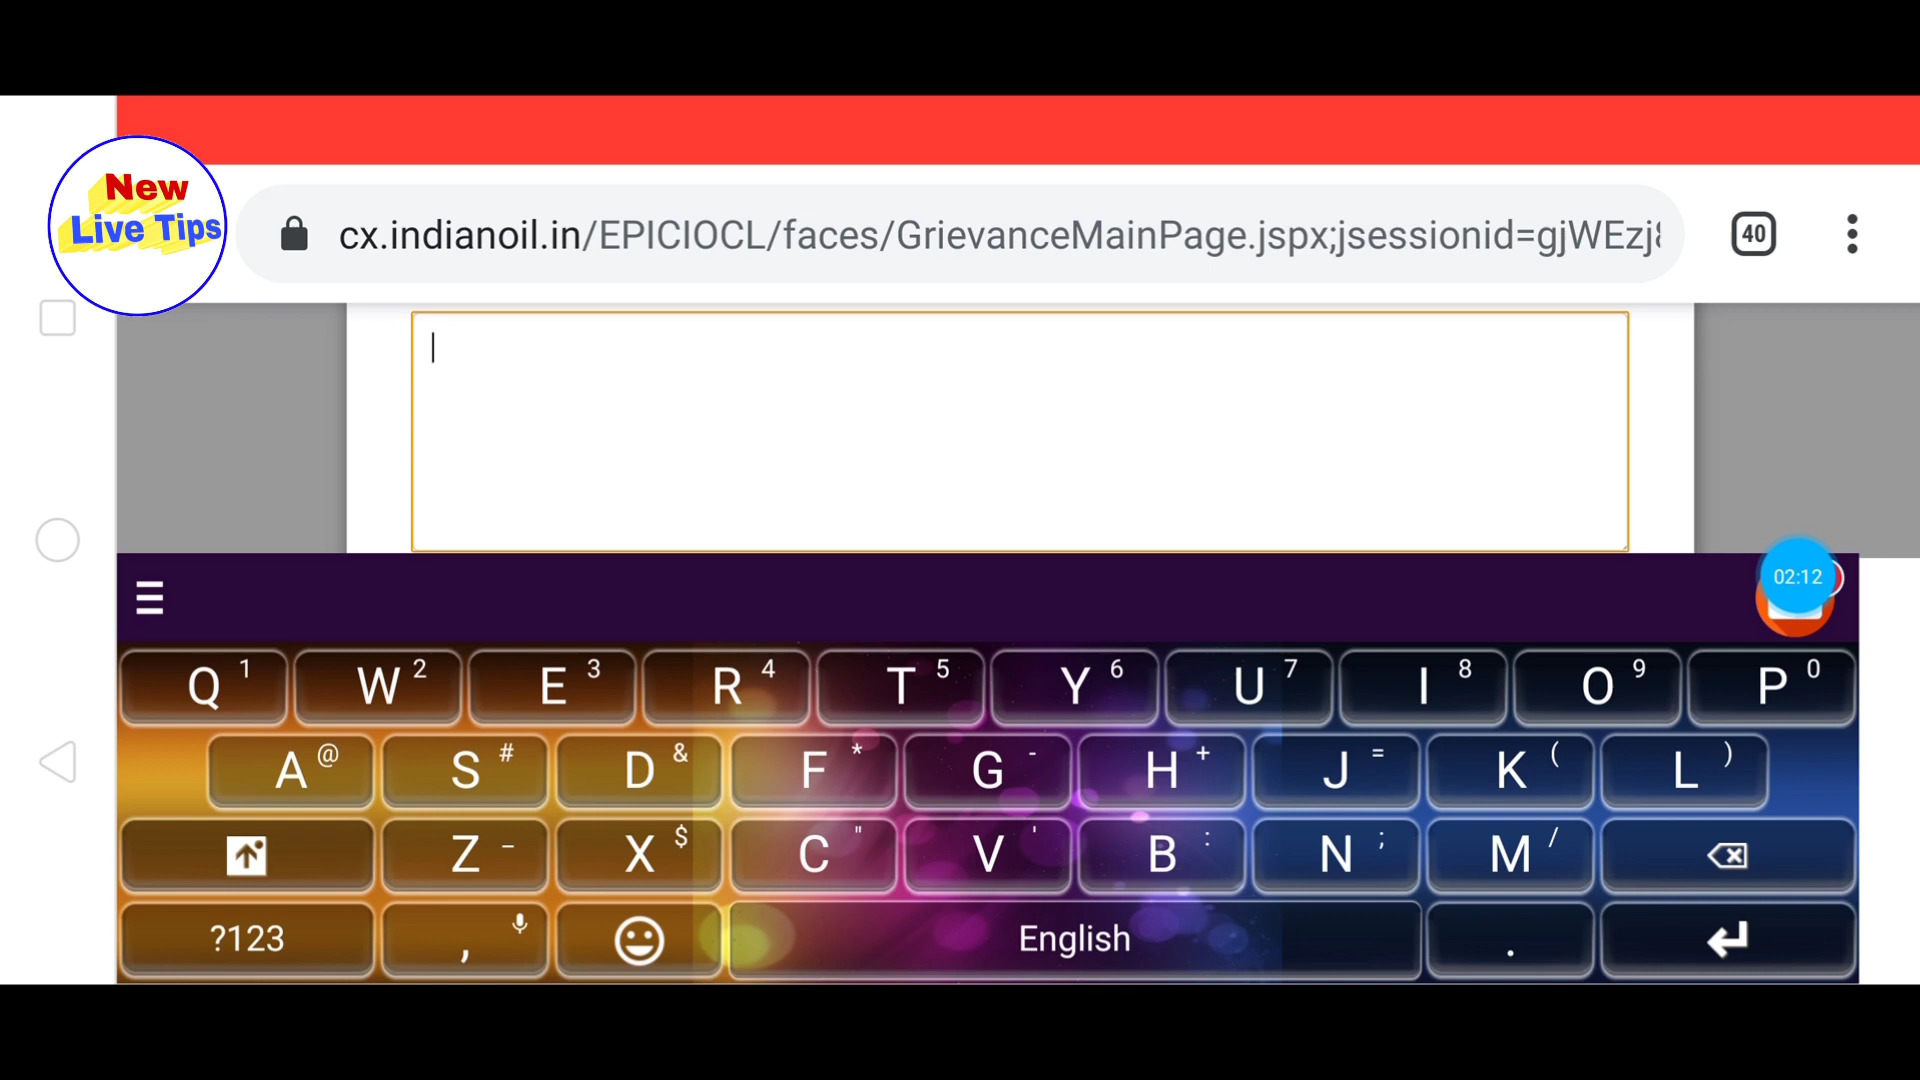 New
Live Tips
cx.indianoil.in/EPICIOCL/faces/GrievanceMainPage.jspx;jsessionid=gjWEzj
40
02:12
Q 1 W 2 E 3 R 4 T 5 Y 6 U 7 I 8 O 9 P 0
A @ S # D & F * G - H + J = K ( L )
Z _ X $ C " V ' B : N ; M /
?123 , English .